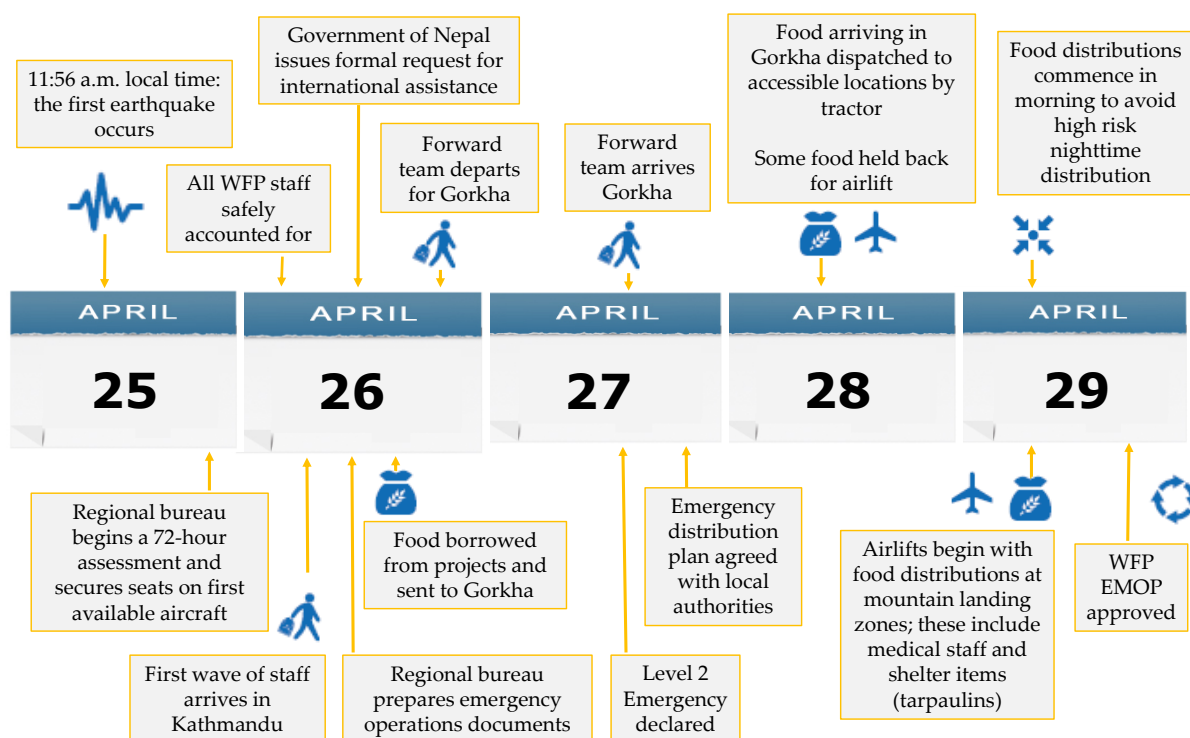 11:56 a.m. local time:
the first earthquake
occurs
All WFP staff
safely
accounted for
Government of Nepal
issues formal request for
international assistance
Forward
team departs
for Gorkha
Forward
team arrives
Gorkha
Food arriving in
Gorkha dispatched to
accessible locations by
tractor
Some food held back
for airlift
Food distributions
commence in
morning to avoid
high risk
nighttime
distribution
APRIL
25
APRIL
26
APRIL
27
APRIL
28
APRIL
29
Regional bureau
begins a 72-hour
assessment and
secures seats on first
available aircraft
First wave of staff
arrives in
Kathmandu
Food borrowed
from projects and
sent to Gorkha
Regional bureau
prepares emergency
operations documents
Emergency
distribution
plan agreed
with local
authorities
Level 2
Emergency
declared
Airlifts begin with
food distributions at
mountain landing
zones; these include
medical staff and
shelter items
(tarpaulins)
WFP
EMOP
approved